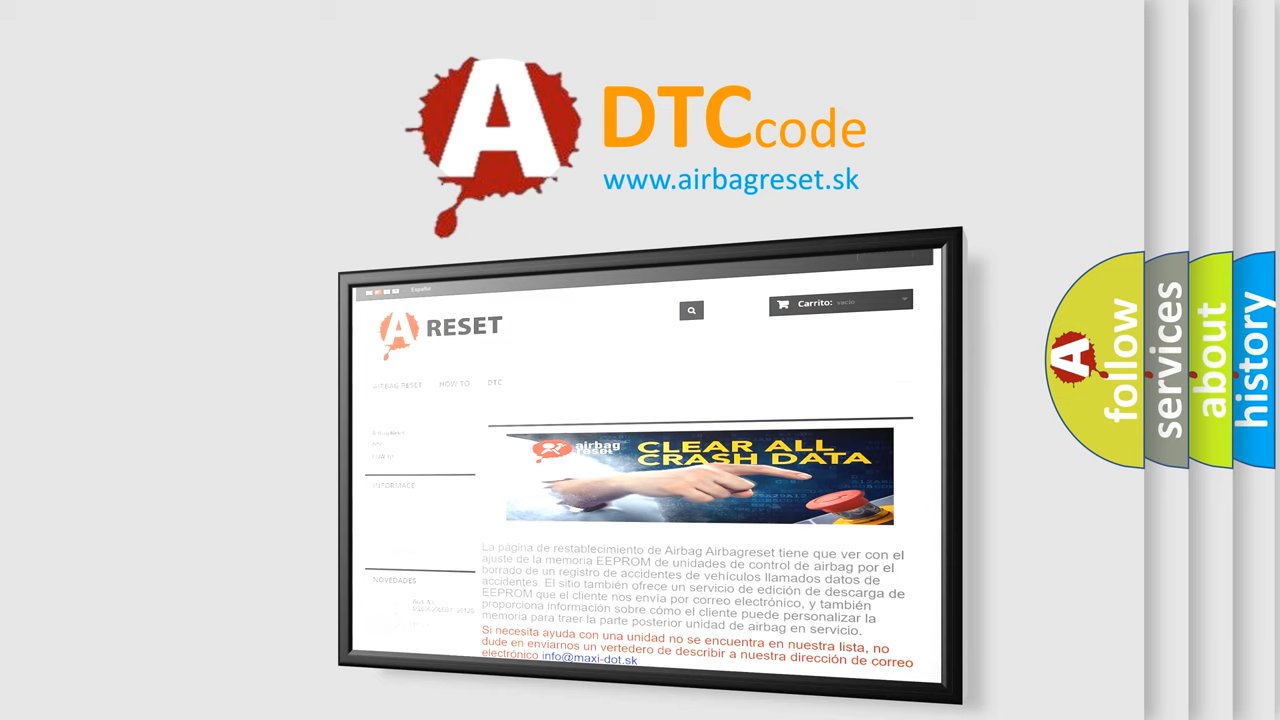 A DTCcode
www.airbagreset.sk
Español
A RESET
Carrito: vacío
AIRBAG RESET HOW TO DTC
INFORMACE
airbag
reset
CLEAR ALL
CRASH DATA
La página de restablecimiento de Airbag Airbagreset tiene que ver con el
ajuste de la memoria EEPROM de unidades de control de airbag por el
borrado de un registro de accidentes de vehículos llamados datos de
accidentes. El sitio también ofrece un servicio de edición de descarga de
EEPROM que el cliente nos envía por correo electrónico, y también
proporciona información sobre cómo el cliente puede personalizar la
memoria para traer la parte posterior unidad de airbag en servicio.
Si necesita ayuda con una unidad no se encuentra en nuestra lista, no
dude en enviarnos un vertedero de describir a nuestra dirección de correo
electrónico info@maxi-dot.sk
NOVEDADES
A
follow
services
about
history